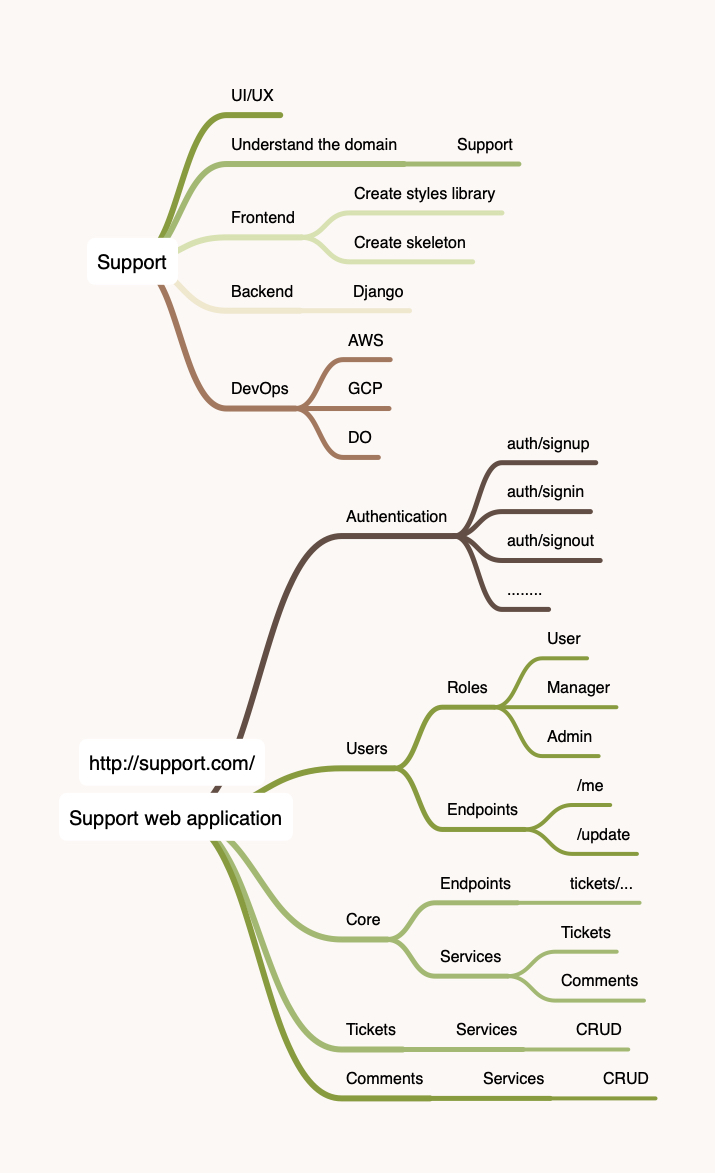 UI/UX
Understand the domain
Support
Create styles library
Frontend
Create skeleton
Support
Backend
Django
AWS
DevOps
GCP
DO
auth/signup
auth/signin
Authentication
auth/signout
........
User
Roles
Manager
Admin
Users
http://support.com/
/me
Endpoints
/update
Support web application
Endpoints
tickets/...
Core
Tickets
Services
Comments
Tickets
Services
CRUD
Comments
Services
CRUD